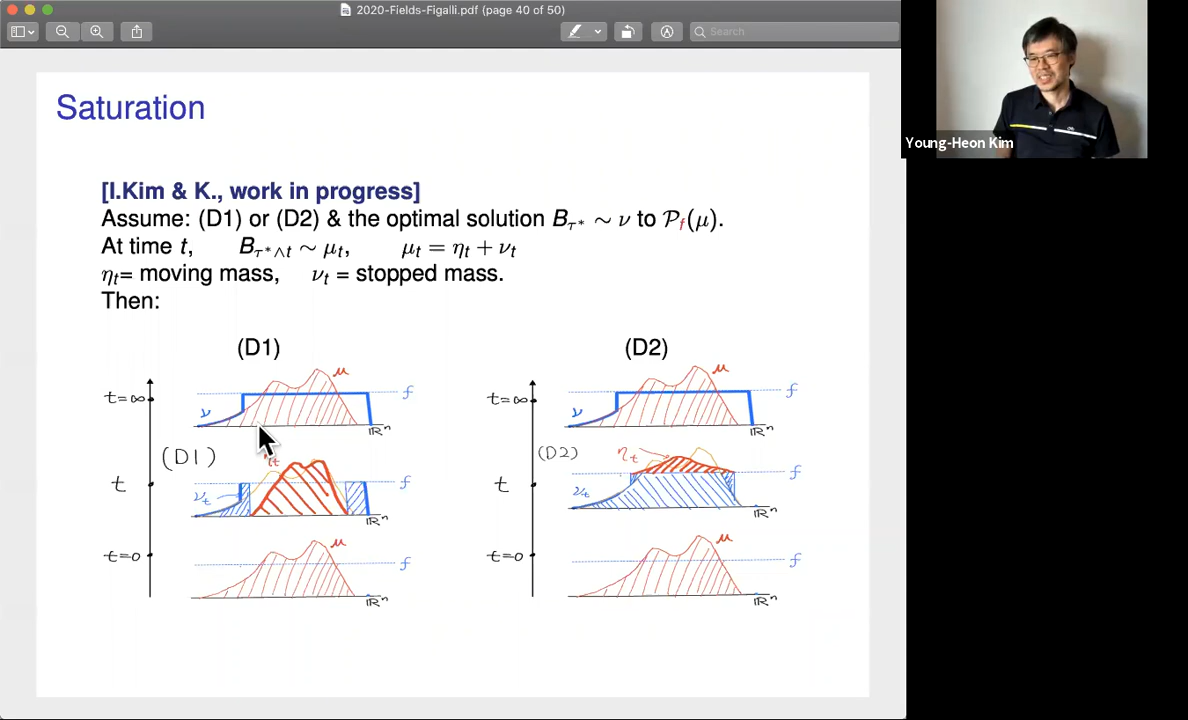 2020-Fields-Figalli.pdf (page 40 of 50)
Search
Young-Heon Kim
Saturation
[I.Kim & K., work in progress]
Assume: (D1) or (D2) & the optimal solution B_{τ*} ∼ ν to 𝒫_f(μ).
At time t, B_{τ*∧t} ∼ μ_t, μ_t = η_t + ν_t
η_t = moving mass, ν_t = stopped mass.
Then:
(D1)
t=∞
ν
μ
f
ℝⁿ
(D1)
t
ν_t
η_t
f
ℝⁿ
t=0
μ
f
ℝⁿ
(D2)
t=∞
ν
μ
f
ℝⁿ
(D2)
t
ν_t
η_t
f
ℝⁿ
t=0
μ
f
ℝⁿ